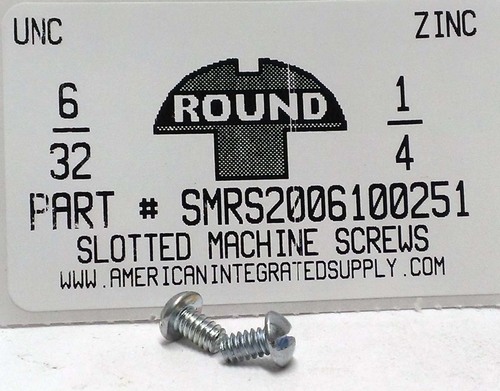 UNC ZINC
6 ROUND 1
32 4
PART # SMRS2006100251
SLOTTED MACHINE SCREWS
WWW.AMERICANINTEGRATEDSUPPLY.COM